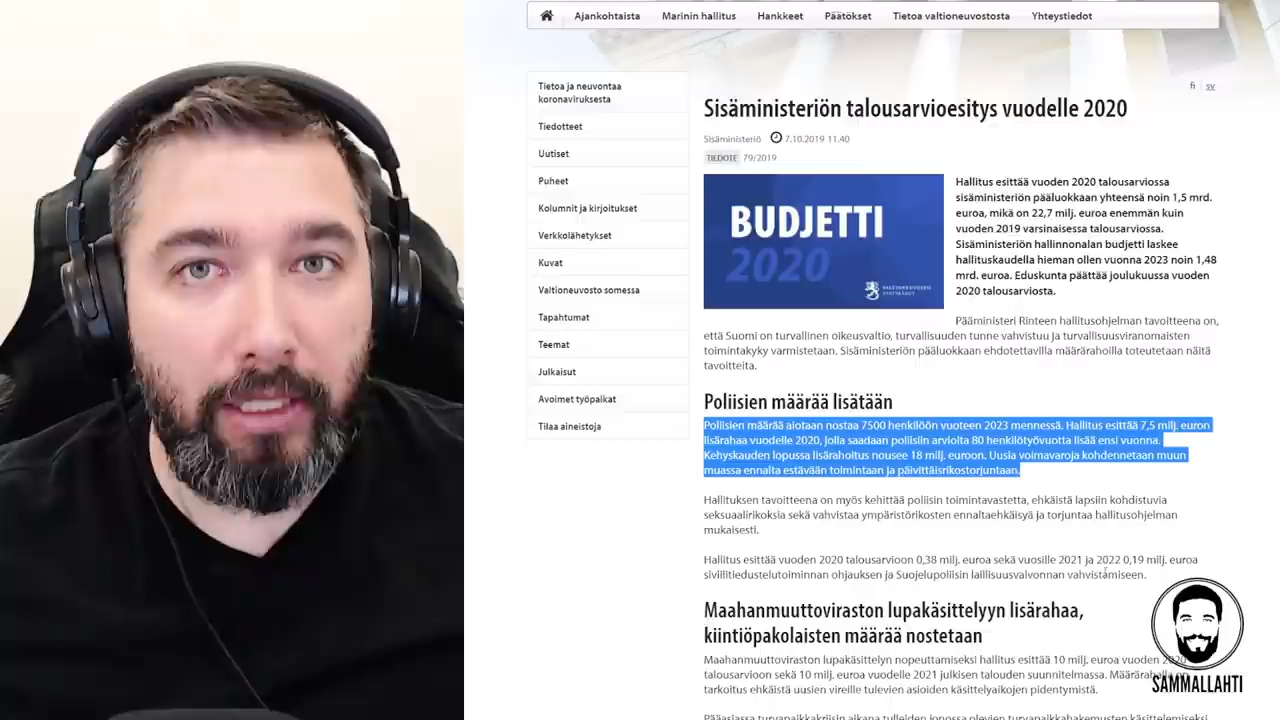 Ajankohtaista Marinin hallitus Hankkeet Päätökset Tietoa valtioneuvostosta Yhteystiedot
fi | sv
Tietoa ja neuvontaa
koronaviruksesta
Tiedotteet
Uutiset
Puheet
Kolumnit ja kirjoitukset
Verkkolähetykset
Kuvat
Valtioneuvosto somessa
Tapahtumat
Teemat
Julkaisut
Avoimet työpaikat
Tilaa aineistoja
Sisäministeriön talousarvioesitys vuodelle 2020
Sisäministeriö 7.10.2019 11.40
TIEDOTE 79/2019
BUDJETTI
2020
Hallitus esittää vuoden 2020 talousarviossa
sisäministeriön pääluokkaan yhteensä noin 1,5 mrd.
euroa, mikä on 22,7 milj. euroa enemmän kuin
vuoden 2019 varsinaisessa talousarviossa.
Sisäministeriön hallinnonalan budjetti laskee
hallituskaudella hieman ollen vuonna 2023 noin 1,48
mrd. euroa. Eduskunta päättää joulukuussa vuoden
2020 talousarviosta.
Pääministeri Rinteen hallitusohjelman tavoitteena on,
että Suomi on turvallinen oikeusvaltio, turvallisuuden tunne vahvistuu ja turvallisuusviranomaisten
toimintakyky varmistetaan. Sisäministeriön pääluokkaan ehdotettavilla määrärahoilla toteutetaan näitä
tavoitteita.
Poliisien määrää lisätään
Poliisien määrää aiotaan nostaa 7500 henkilöön vuoteen 2023 mennessä. Hallitus esittää 7,5 milj. euron
lisärahaa vuodelle 2020, jolla saadaan poliisiin arviolta 80 henkilötyövuotta lisää ensi vuonna.
Kehyskauden lopussa lisärahoitus nousee 18 milj. euroon. Uusia voimavaroja kohdennetaan muun
muassa ennalta estävään toimintaan ja päivittäisrikostorjuntaan.
Hallituksen tavoitteena on myös kehittää poliisin toimintavastetta, ehkäistä lapsiin kohdistuvia
seksuaalirikoksia sekä vahvistaa ympäristörikosten ennaltaehkäisyä ja torjuntaa hallitusohjelman
mukaisesti.
Hallitus esittää vuoden 2020 talousarvioon 0,38 milj. euroa sekä vuosille 2021 ja 2022 0,19 milj. euroa
siviilitiedustelutoiminnan ohjauksen ja Suojelupoliisin laillisuusvalvonnan vahvistamiseen.
Maahanmuuttoviraston lupakäsittelyyn lisärahaa,
kiintiöpakolaisten määrää nostetaan
Maahanmuuttoviraston lupakäsittelyn nopeuttamiseksi hallitus esittää 10 milj. euroa vuoden 2020
talousarvioon sekä 10 milj. euroa vuodelle 2021 julkisen talouden suunnitelmassa. Määrärahalla on
tarkoitus ehkäistä uusien vireille tulevien asioiden käsittelyaikojen pidentymistä.
SAMMALLAHTI